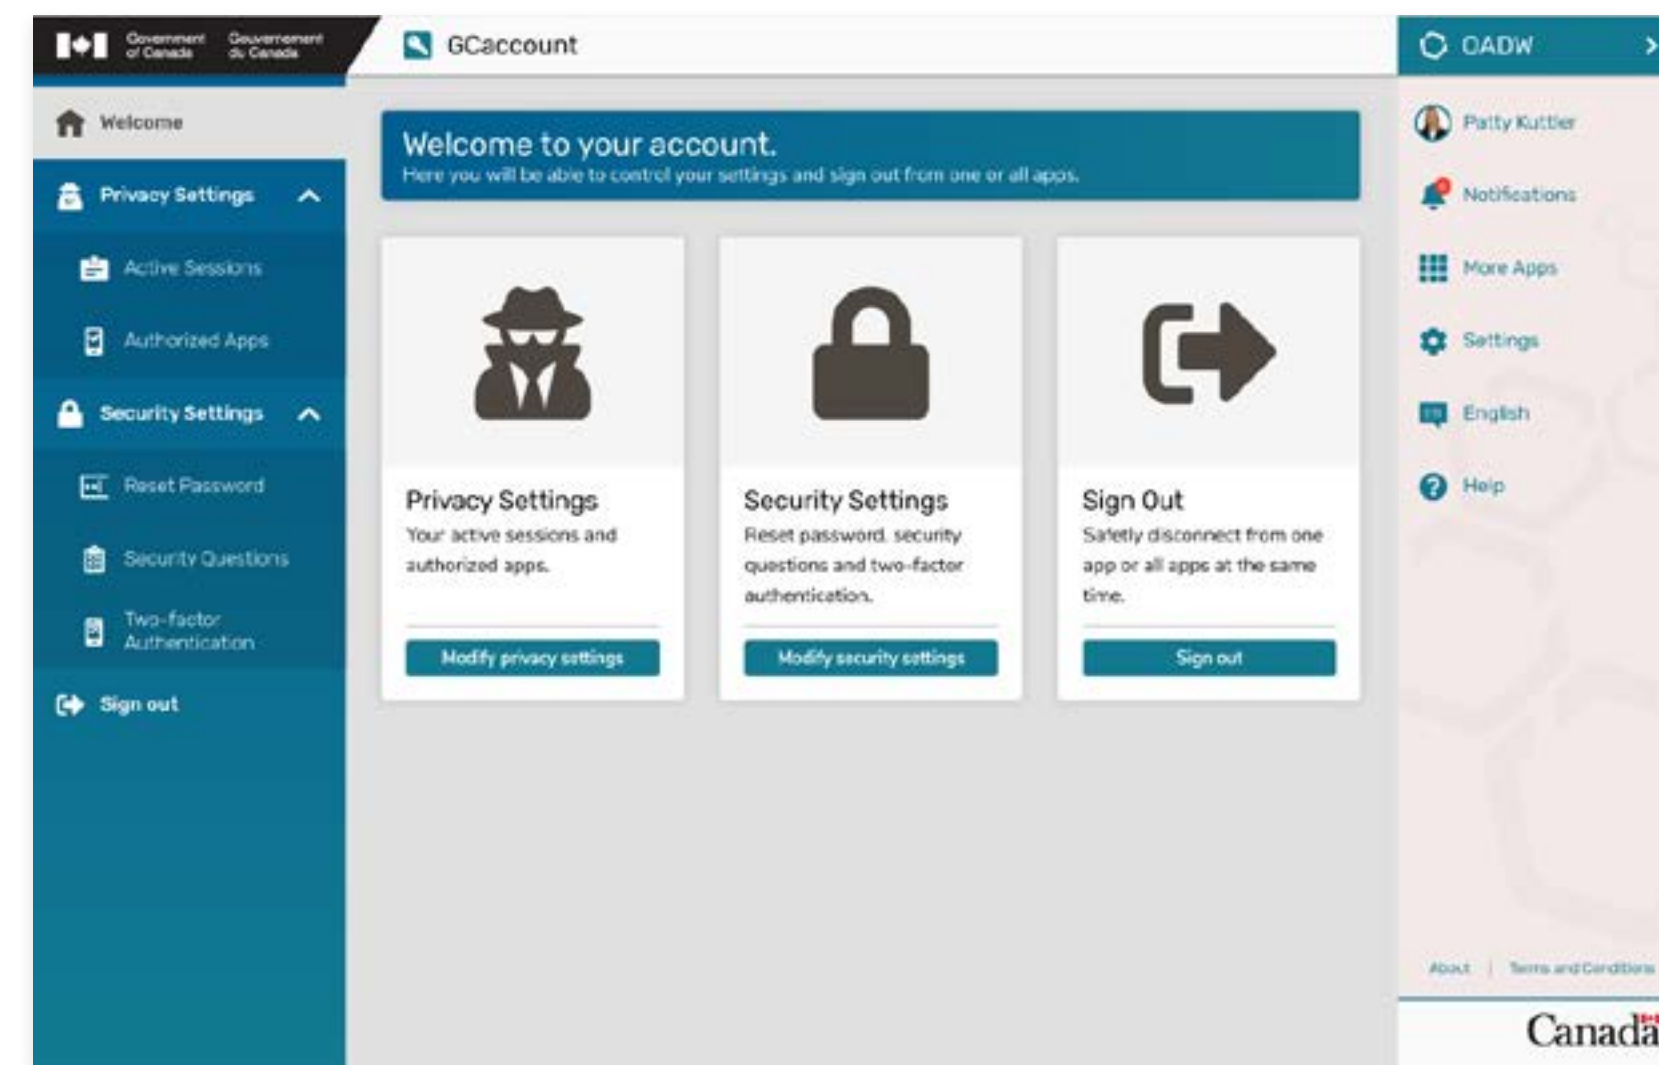 Government
of Canada
Gouvernement
du Canada
GCaccount
OADW
Welcome
Privacy Settings
Active Sessions
Authorized Apps
Security Settings
Reset Password
Security Questions
Two-factor
Authentication
Sign out
Welcome to your account.
Here you will be able to control your settings and sign out from one or all apps.
Privacy Settings
Your active sessions and
authorized apps.
Modify privacy settings
Security Settings
Reset password, security
questions and two-factor
authentication.
Modify security settings
Sign Out
Safetly disconnect from one
app or all apps at the same
time.
Sign out
Patty Kuttler
Notifications
More Apps
Settings
English
Help
About | Terms and Conditions
Canada